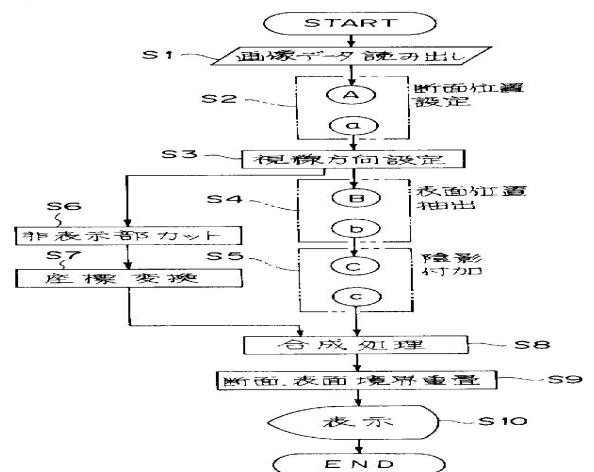 START
S1 画像データ読み出し
S2 A 断面位置
設定
a
S3 視線方向設定
S4 B 表面位置
抽出
b
S6 非表示部カット
S7 座標変換
S5 C 陰影
付加
c
合成処理 S8
断面、表面境界重畳 S9
表示 S10
END